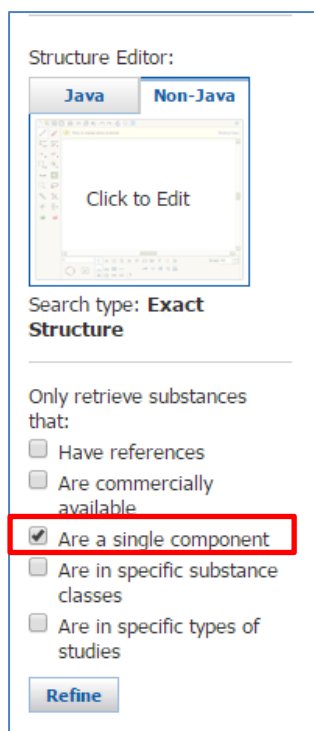 Structure Editor:
Java Non-Java
Click to Edit
Search type: Exact
Structure
Only retrieve substances
that:
Have references
Are commercially
available
Are a single component
Are in specific substance
classes
Are in specific types of
studies
Refine